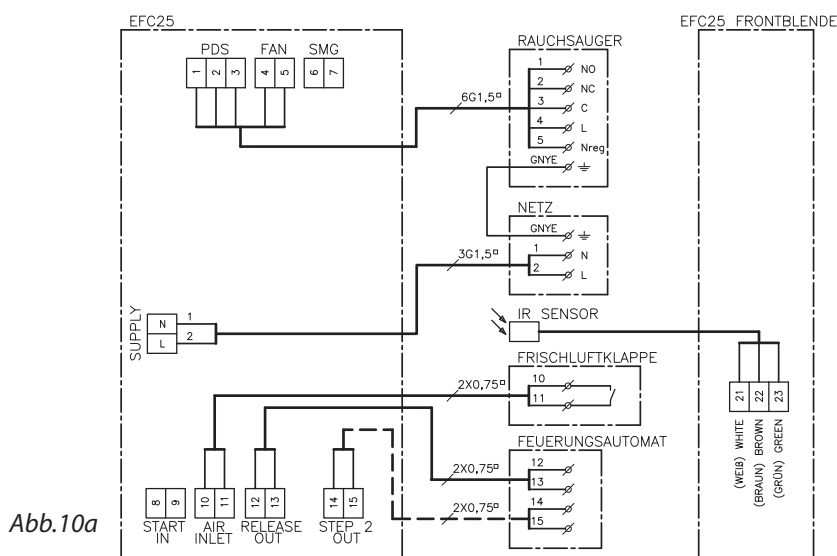 EFC25
EFC25 FRONTBLENDE
PDS FAN SMG
1 2 3 4 5 6 7
RAUCHSAUGER
1 NO
2 NC
3 C
4 L
5 Nreg
GNYE
6G1,5□
NETZ
GNYE
1 N
2 L
3G1,5□
SUPPLY
N 1
L 2
IR SENSOR
FRISCHLUFTKLAPPE
10
11
2X0,75□
21 22 23
(WEIß) WHITE
(BRAUN) BROWN
(GRÜN) GREEN
FEUERUNGSAUTOMAT
12
13
14
15
2X0,75□
2X0,75□
8 9 10 11 12 13 14 15
START IN
AIR INLET
RELEASE OUT
STEP 2 OUT
Abb.10a